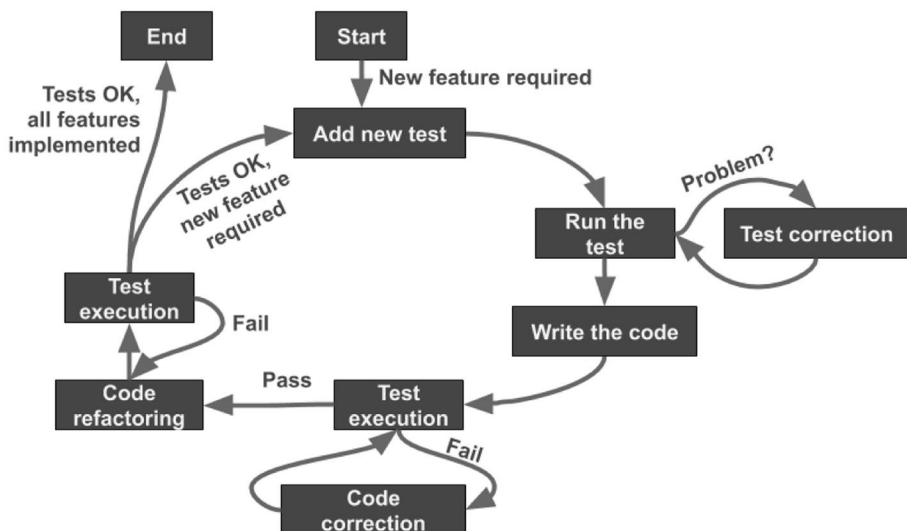 End
Start
New feature required
Tests OK,
all features
implemented
Add new test
Tests OK,
new feature
required
Problem?
Run the
test
Test correction
Test
execution
Fail
Write the code
Code
refactoring
Pass
Test
execution
Fail
Code
correction